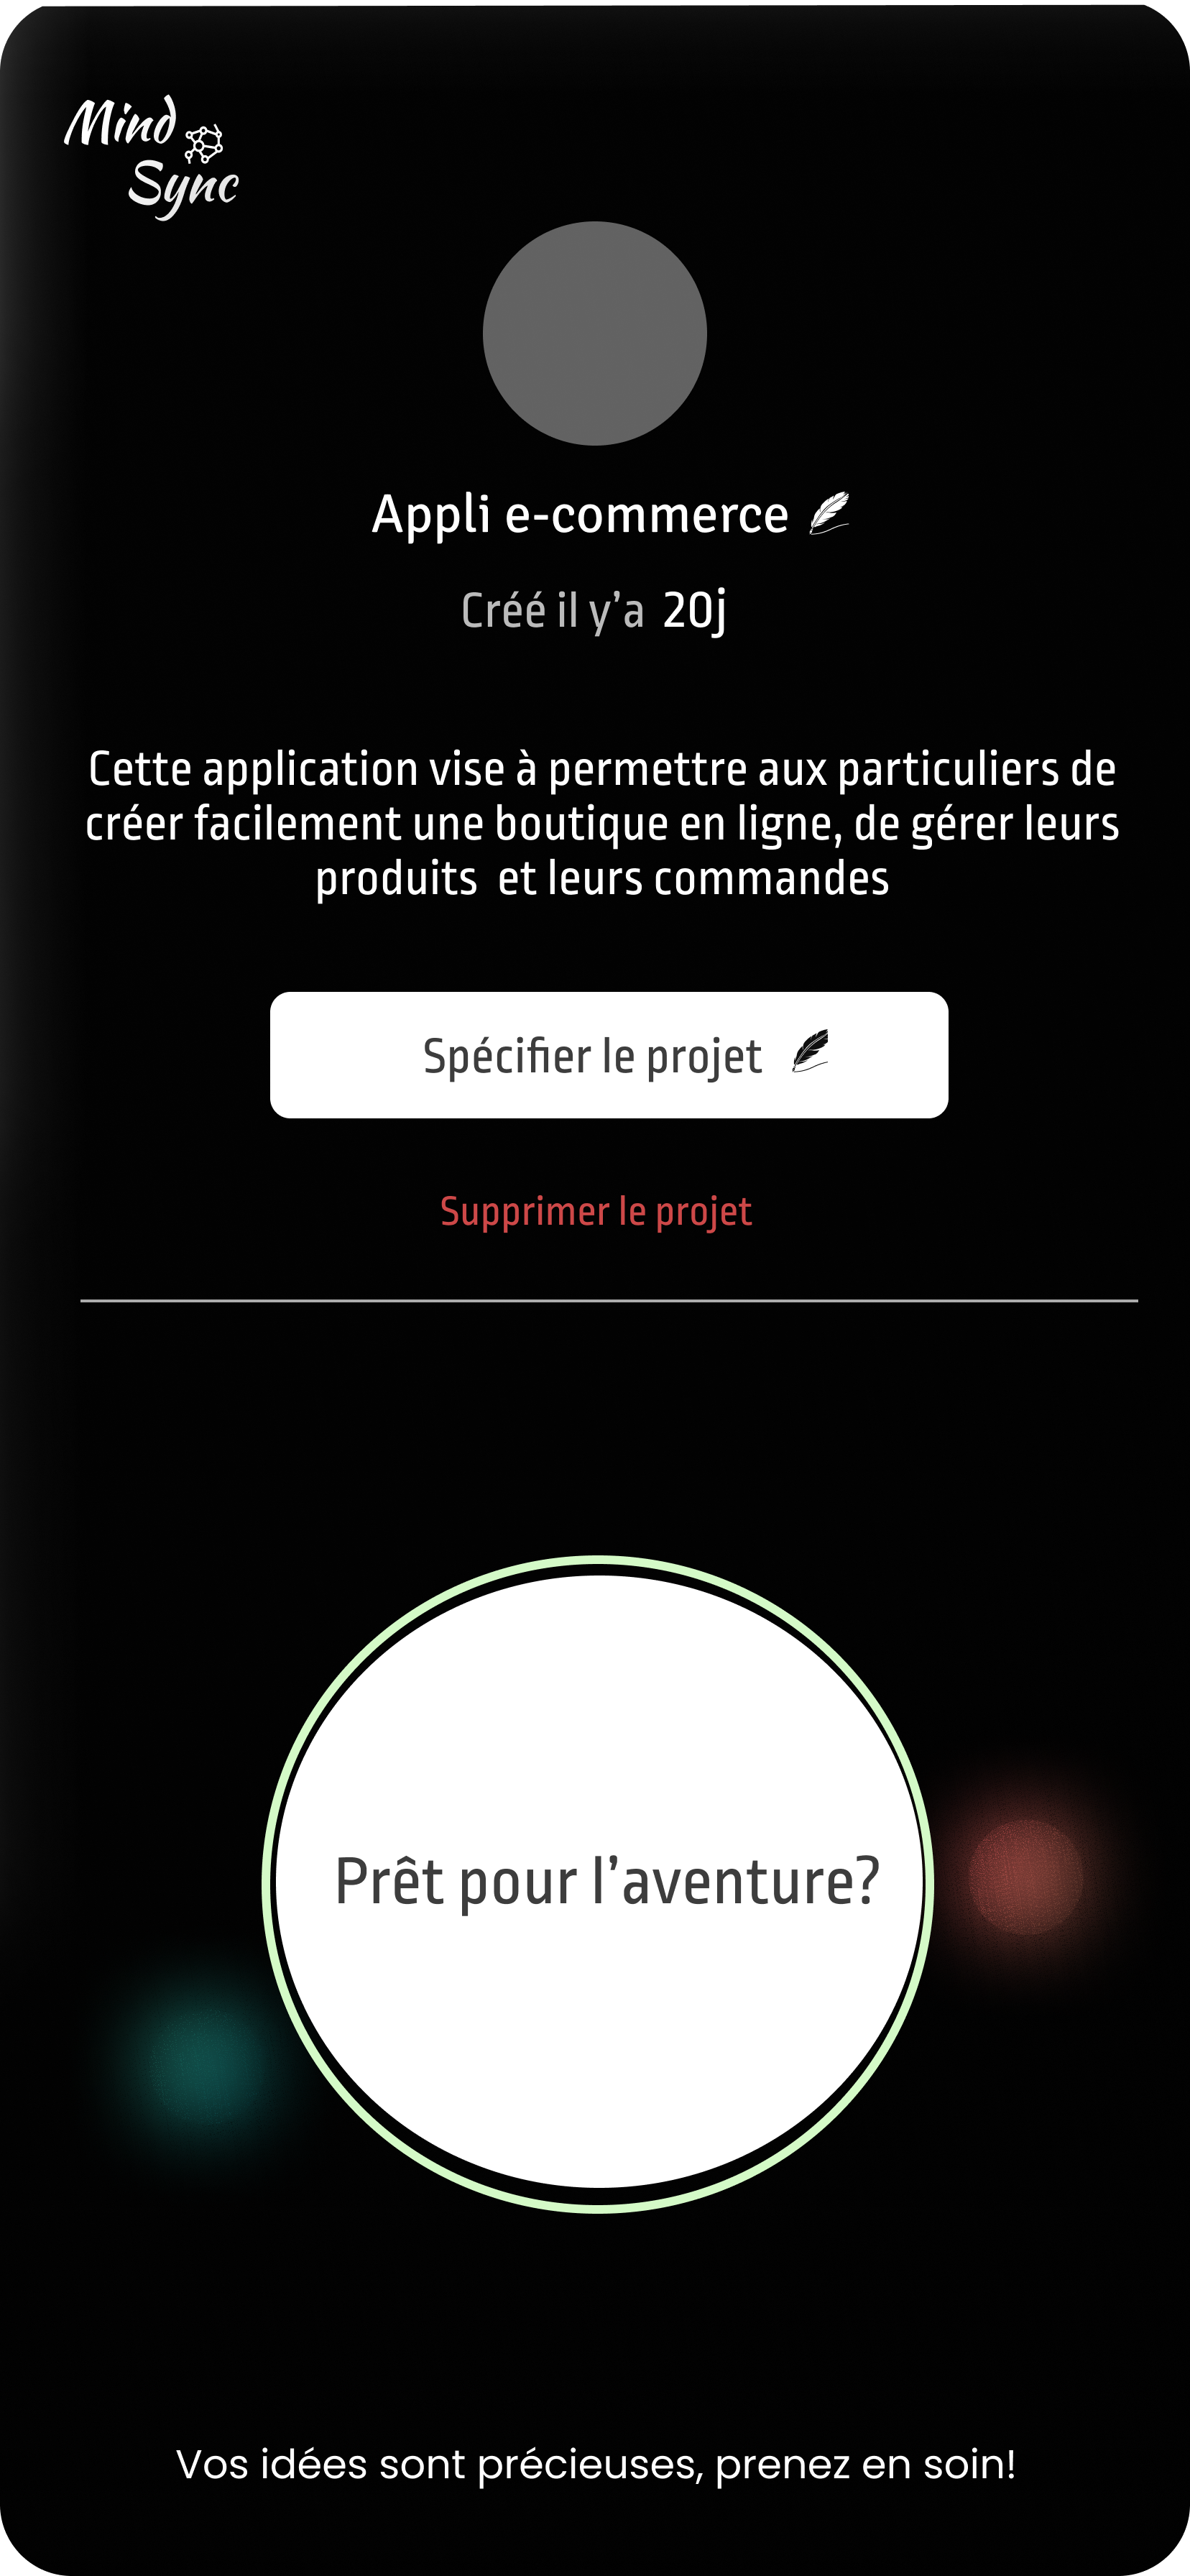 Mind
Sync
Appli e-commerce
Créé il y’a 20j
Cette application vise à permettre aux particuliers de
créer facilement une boutique en ligne, de gérer leurs
produits  et leurs commandes
Spécifier le projet
Supprimer le projet
Prêt pour l’aventure?
Vos idées sont précieuses, prenez en soin!